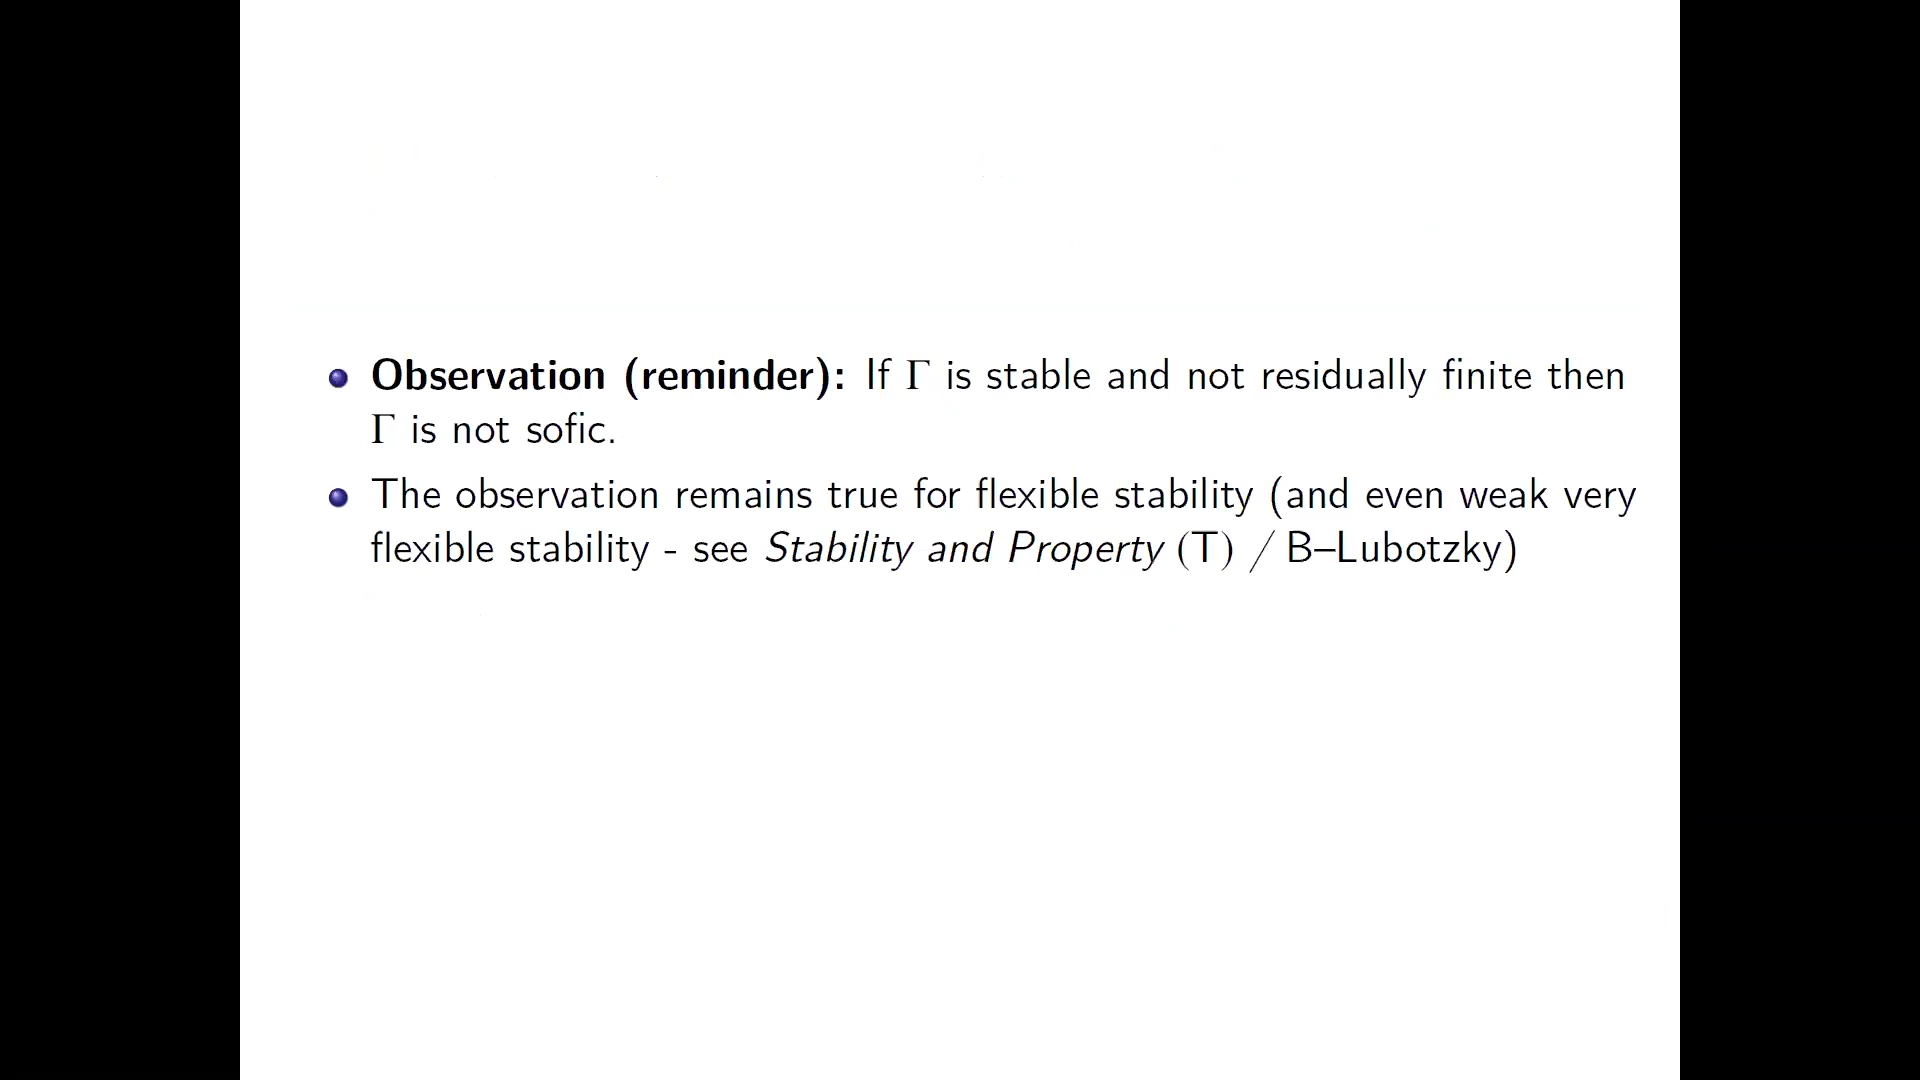 Observation (reminder): If Γ is stable and not residually finite then
Γ is not sofic.
The observation remains true for flexible stability (and even weak very
flexible stability - see Stability and Property (T) / B–Lubotzky)